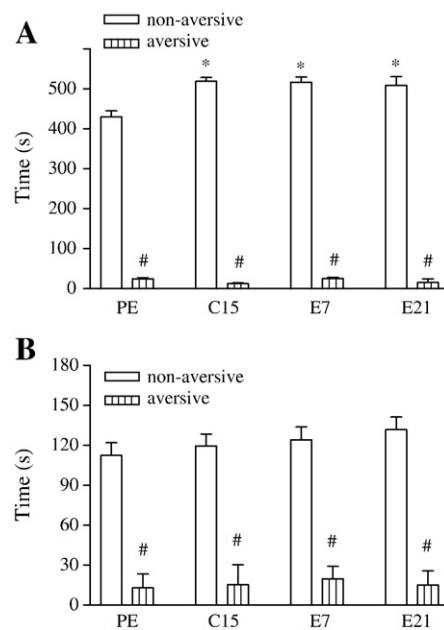 A
non-aversive
aversive
* * *
500
400
300
200
100
0
Time (s)
# # # #
PE C15 E7 E21
B
180
non-aversive
aversive
150
120
90
60
30
0
Time (s)
# # # #
PE C15 E7 E21